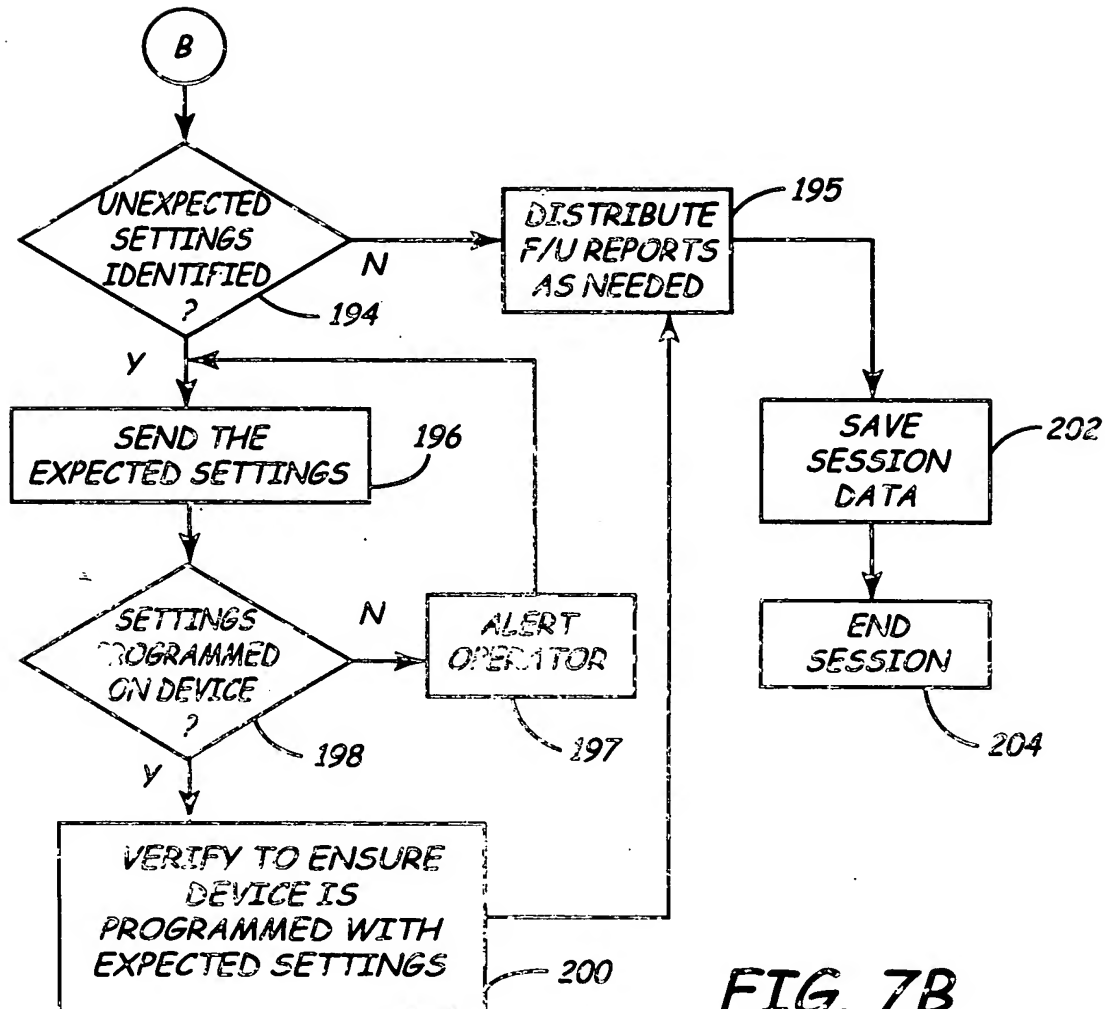 B
UNEXPECTED
SETTINGS
IDENTIFIED
?
194
N
Y
DISTRIBUTE
F/U REPORTS
AS NEEDED
195
SEND THE
EXPECTED SETTINGS
196
SAVE
SESSION
DATA
202
SETTINGS
PROGRAMMED
ON DEVICE
?
198
N
Y
ALERT
OPERATOR
197
END
SESSION
204
VERIFY TO ENSURE
DEVICE IS
PROGRAMMED WITH
EXPECTED SETTINGS
200
FIG. 7B